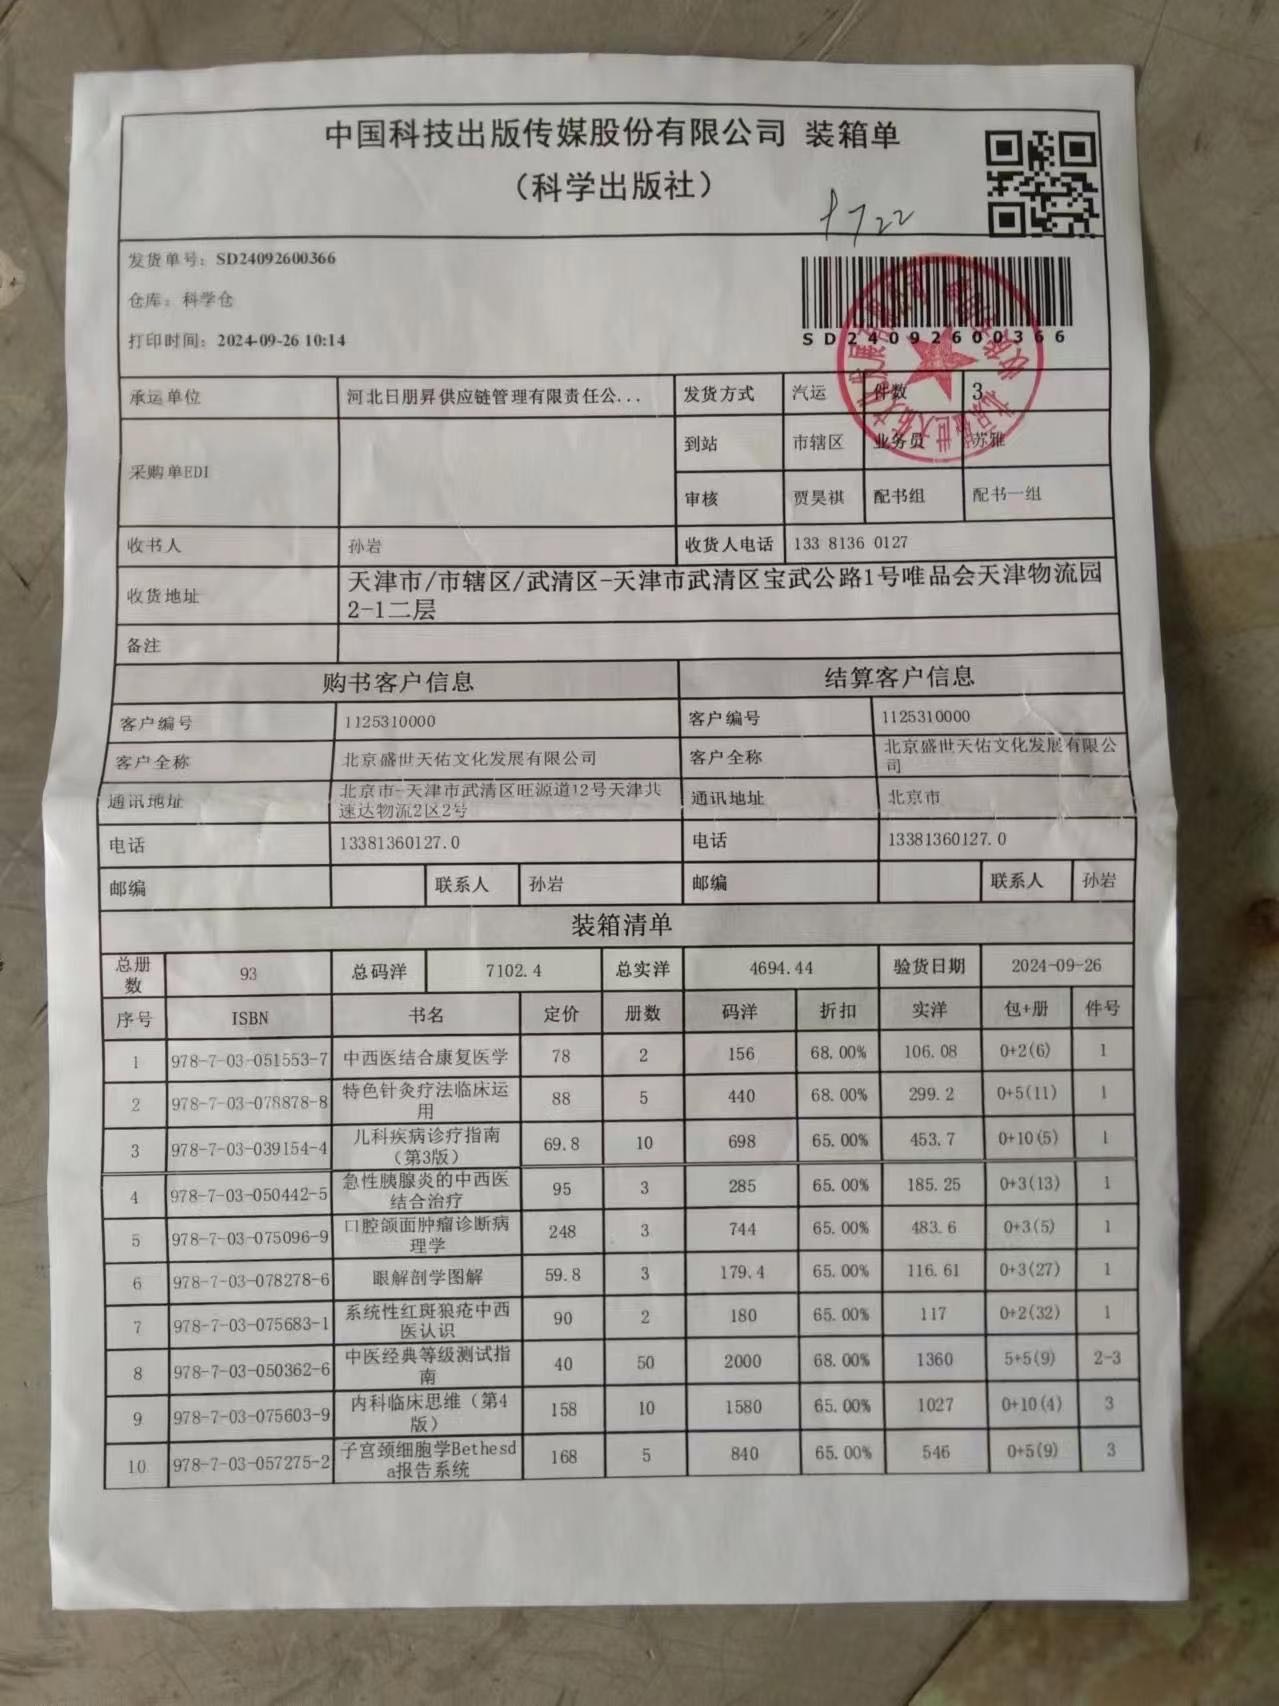 中国科技出版传媒股份有限公司 装箱单
（科学出版社）
发货单号：SD24092600366
仓库：科学仓
打印时间：2024-09-26 10:14
SD24092600366
承运单位 河北日朋昇供应链管理有限责任公... 发货方式 汽运 件数 3
采购单EDI 到站 市辖区 业务员 苏雅
审核 贾昊祺 配书组 配书一组
收书人 孙岩 收货人电话 133 8136 0127
收货地址 天津市/市辖区/武清区-天津市武清区宝武公路1号唯品会天津物流园
2-1二层
备注
购书客户信息 结算客户信息
客户编号 1125310000 客户编号 1125310000
客户全称 北京盛世天佑文化发展有限公司 客户全称 北京盛世天佑文化发展有限公
司
通讯地址 北京市-天津市武清区旺源道12号天津共 通讯地址 北京市
速达物流2区2号
电话 13381360127.0 电话 13381360127.0
邮编 联系人 孙岩 邮编 联系人 孙岩
装箱清单
总册数 93 总码洋 7102.4 总实洋 4694.44 验货日期 2024-09-26
序号 ISBN 书名 定价 册数 码洋 折扣 实洋 包+册 件号
1 978-7-03-051553-7 中西医结合康复医学 78 2 156 68.00% 106.08 0+2(6) 1
2 978-7-03-078878-8 特色针灸疗法临床运 88 5 440 68.00% 299.2 0+5(11) 1
用
3 978-7-03-039154-4 儿科疾病诊疗指南 69.8 10 698 65.00% 453.7 0+10(5) 1
（第3版）
4 978-7-03-050442-5 急性胰腺炎的中西医 95 3 285 65.00% 185.25 0+3(13) 1
结合治疗
5 978-7-03-075096-9 口腔颌面肿瘤诊断病 248 3 744 65.00% 483.6 0+3(5) 1
理学
6 978-7-03-078278-6 眼解剖学图解 59.8 3 179.4 65.00% 116.61 0+3(27) 1
7 978-7-03-075683-1 系统性红斑狼疮中西 90 2 180 65.00% 117 0+2(32) 1
医认识
8 978-7-03-050362-6 中医经典等级测试指 40 50 2000 68.00% 1360 5+5(9) 2-3
南
9 978-7-03-075603-9 内科临床思维（第4 158 10 1580 65.00% 1027 0+10(4) 3
版）
10 978-7-03-057275-2 子宫颈细胞学Bethesd 168 5 840 65.00% 546 0+5(9) 3
a报告系统